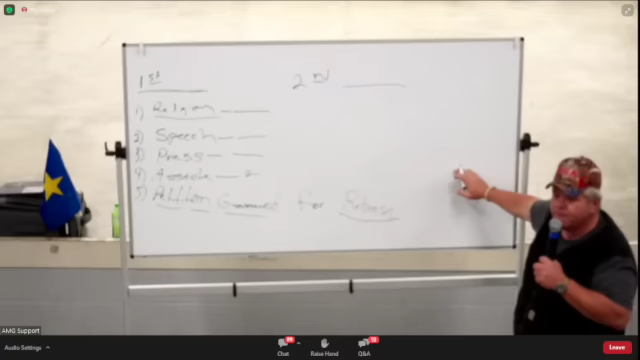 1st
2nd
1) Religion
2) Speech
3) Press
4) Assemble
5) Petition Government for Redress
AMG Support
Audio Settings
Chat
Raise Hand
Q&A
Leave